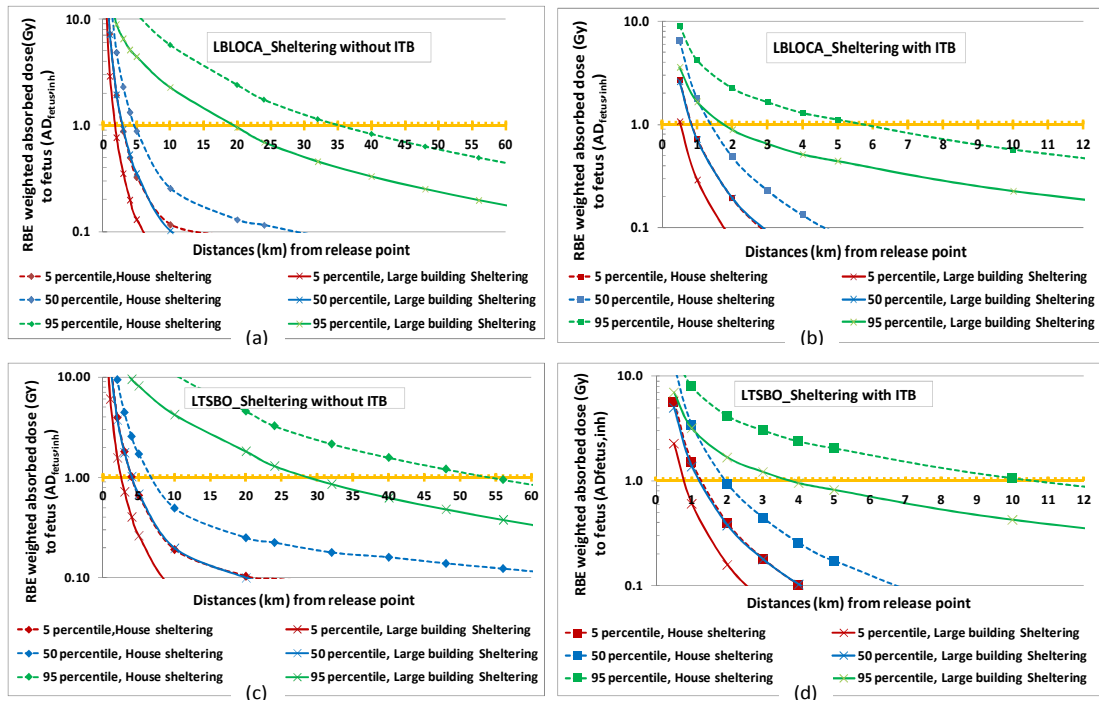 RBE weighted absorbed dose (Gy)
to fetus (AD fetus,inh)
10.0
1.0
0.1
LBLOCA_Sheltering without ITB
0 5 10 15 20 25 30 35 40 45 50 55 60
Distances (km) from release point
5 percentile,House sheltering
5 percentile, Large building Sheltering
50 percentile, House sheltering
50 percentile, Large building Sheltering
95 percentile, House sheltering
95 percentile, Large building Sheltering
(a)
RBE weighted absorbed dose (Gy)
to fetus (AD fetus,inh)
10.0
1.0
0.1
LBLOCA_Sheltering with ITB
0 1 2 3 4 5 6 7 8 9 10 11 12
Distances (km) from release point
5 percentile, House sheltering
5 percentile, Large building Sheltering
50 percentile, House sheltering
50 percentile, Large building Sheltering
95 percentile, House sheltering
95 percentile, Large building Sheltering
(b)
RBE weighted absorbed dose (Gy)
to fetus (AD fetus,inh)
10.00
1.00
0.10
LTSBO_Sheltering without ITB
0 5 10 15 20 25 30 35 40 45 50 55 60
Distances (km) from release point
5 percentile,House sheltering
5 percentile, Large building Sheltering
50 percentile, House sheltering
50 percentile, Large building Sheltering
95 percentile, House sheltering
95 percentile, Large building Sheltering
(c)
RBE weighted absorbed dose (Gy)
to fetus (ADfetus,inh)
10.0
1.0
0.1
LTSBO_Sheltering with ITB
0 1 2 3 4 5 6 7 8 9 10 11 12
Distances (km) from release point
5 percentile, House sheltering
5 percentile, Large building Sheltering
50 percentile, House sheltering
50 percentile, Large building Sheltering
95 percentile, House sheltering
95 percentile, Large building Sheltering
(d)